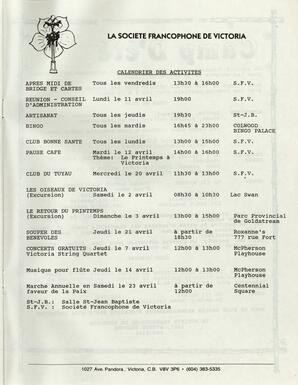 LA SOCIETE FRANCOPHONE DE VICTORIA
CALENDRIER DES ACTIVITES
APRES MIDI DE Tous les vendredis 13h30 à 16h00 S.F.V.
BRIDGE ET CARTES
REUNION - CONSEIL Lundi le 11 avril 19h00 S.F.V.
D'ADMINISTRATION
ARTISANAT Tous les jeudis 19h30 St-J.B.
BINGO Tous les mardis 16h45 à 23h00 COLWOOD
BINGO PALACE
CLUB BONNE SANTE Tous les lundis 13h00 à 15h00 S.F.V.
PAUSE CAFE Mardi le 12 avril 14h00 à 16h00 S.F.V.
Thème: Le Printemps à
Victoria
CLUB DU TUYAU Mercredi le 20 avril 11h30 à 13h30 S.F.V.
LES OISEAUX DE VICTORIA
(Excursion) Samedi le 2 avril 08h30 à 10h30 Lac Swan
LE RETOUR DU PRINTEMPS
(Excursion) Dimanche le 3 avril 13h00 à 15h00 Parc Provincial
de Goldstream
SOUPER DES Jeudi le 21 avril à partir de Roxanne's
BENEVOLES 18h30 777 rue Fort
CONCERTS GRATUITS Jeudi le 7 avril 12h00 à 13h00 McPherson
Victoria String Quartet Playhouse
Musique pour flûte Jeudi le 14 avril 12h00 à 13h00 McPherson
Playhouse
Marche Annuelle en Samedi le 23 avril à partir de Centennial
faveur de la Paix 12h00 Square
St-J.B.: Salle St-Jean Baptiste
S.F.V. : Société Francophone de Victoria
1027 Ave. Pandora, Victoria, C.B. V8V 3P6 • (604) 383-5335